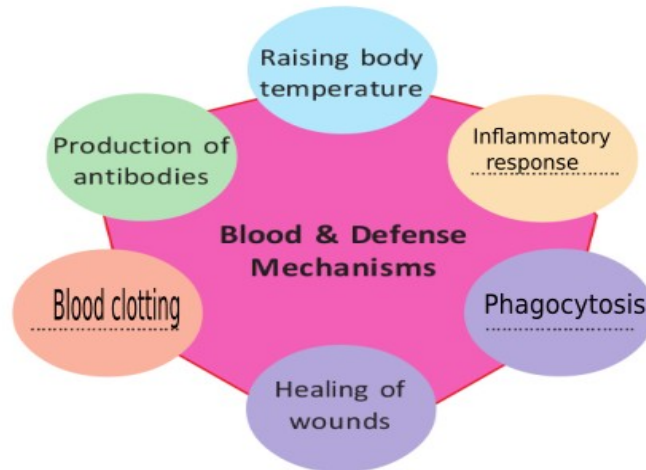 Raising body
temperature
Inflammatory
response
Production of
antibodies
Blood & Defense
Mechanisms
Blood clotting
Phagocytosis
Healing of
wounds